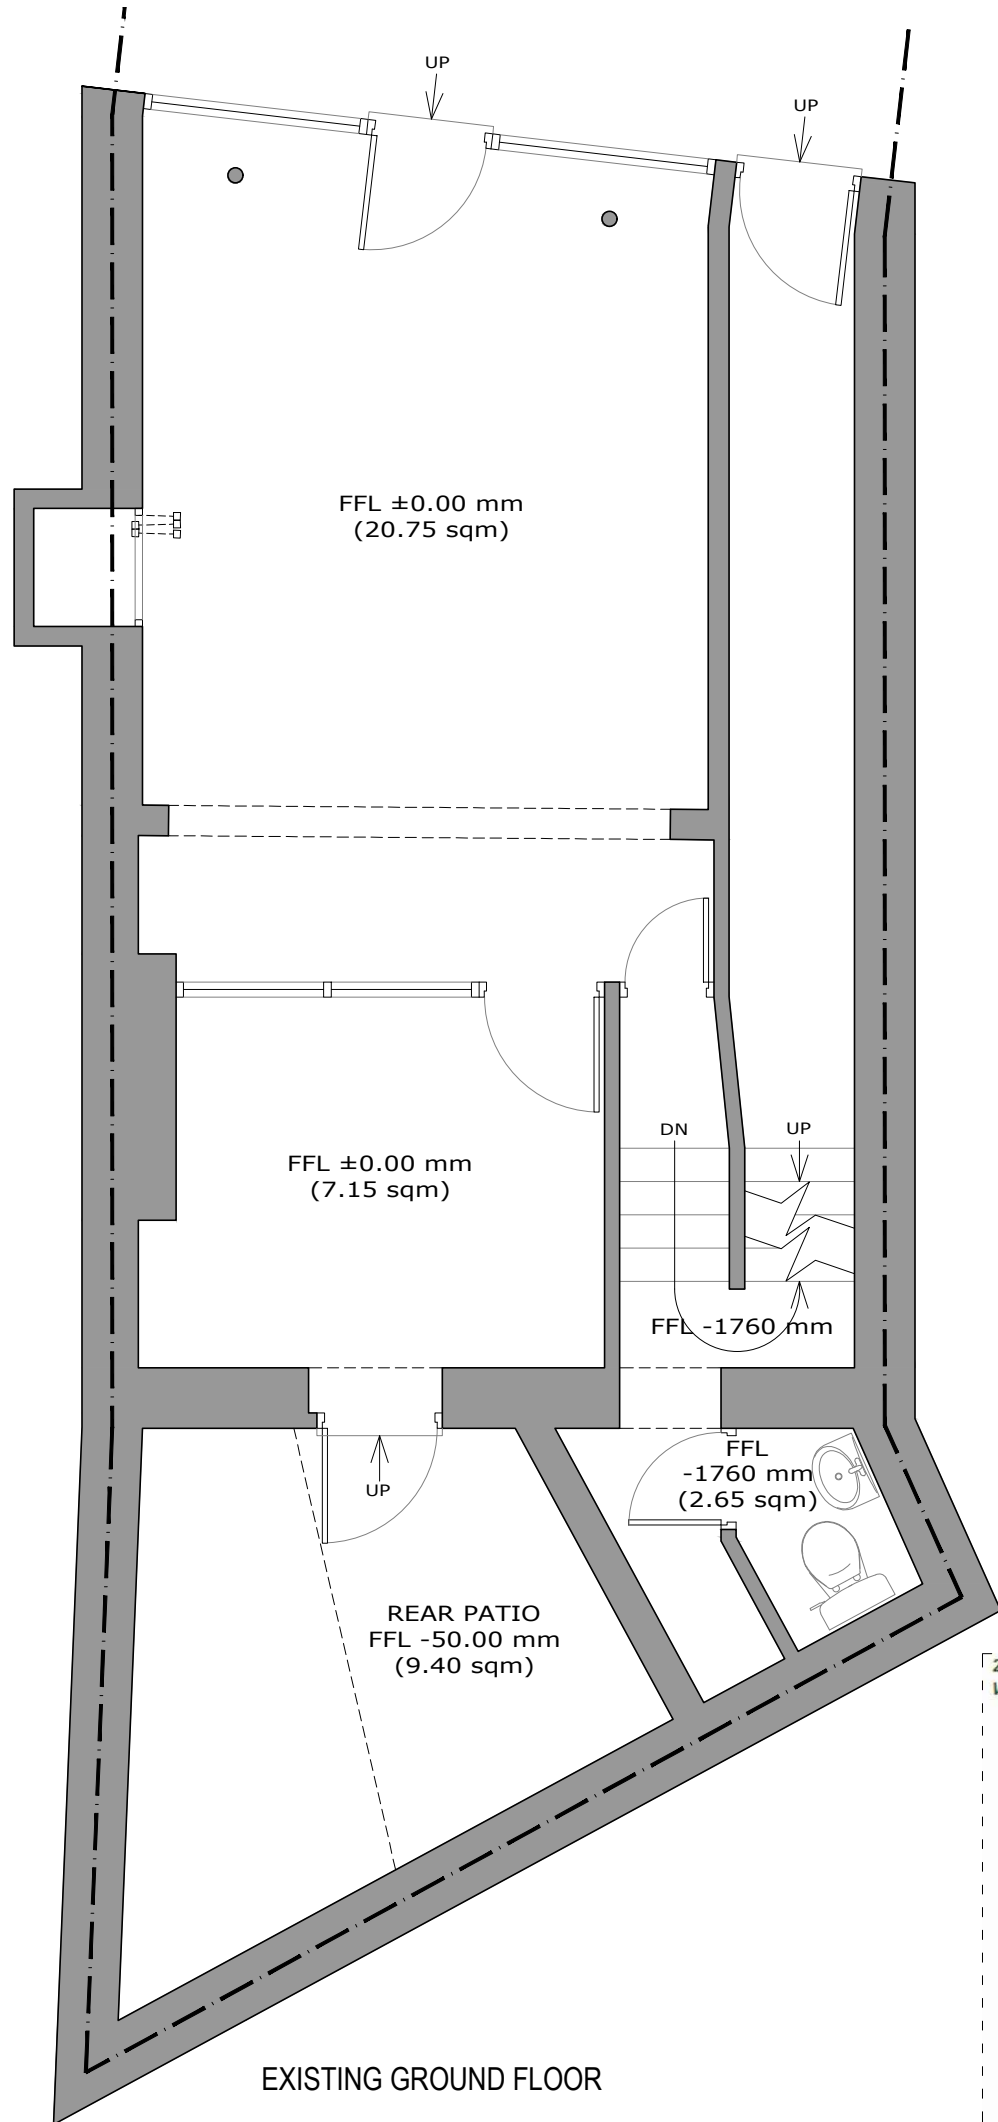 UP
UP
FFL ±0.00 mm
(20.75 sqm)
DN
UP
FFL ±0.00 mm
(7.15 sqm)
FFL -1760 mm
FFL
-1760 mm
(2.65 sqm)
UP
REAR PATIO
FFL -50.00 mm
(9.40 sqm)
EXISTING GROUND FLOOR